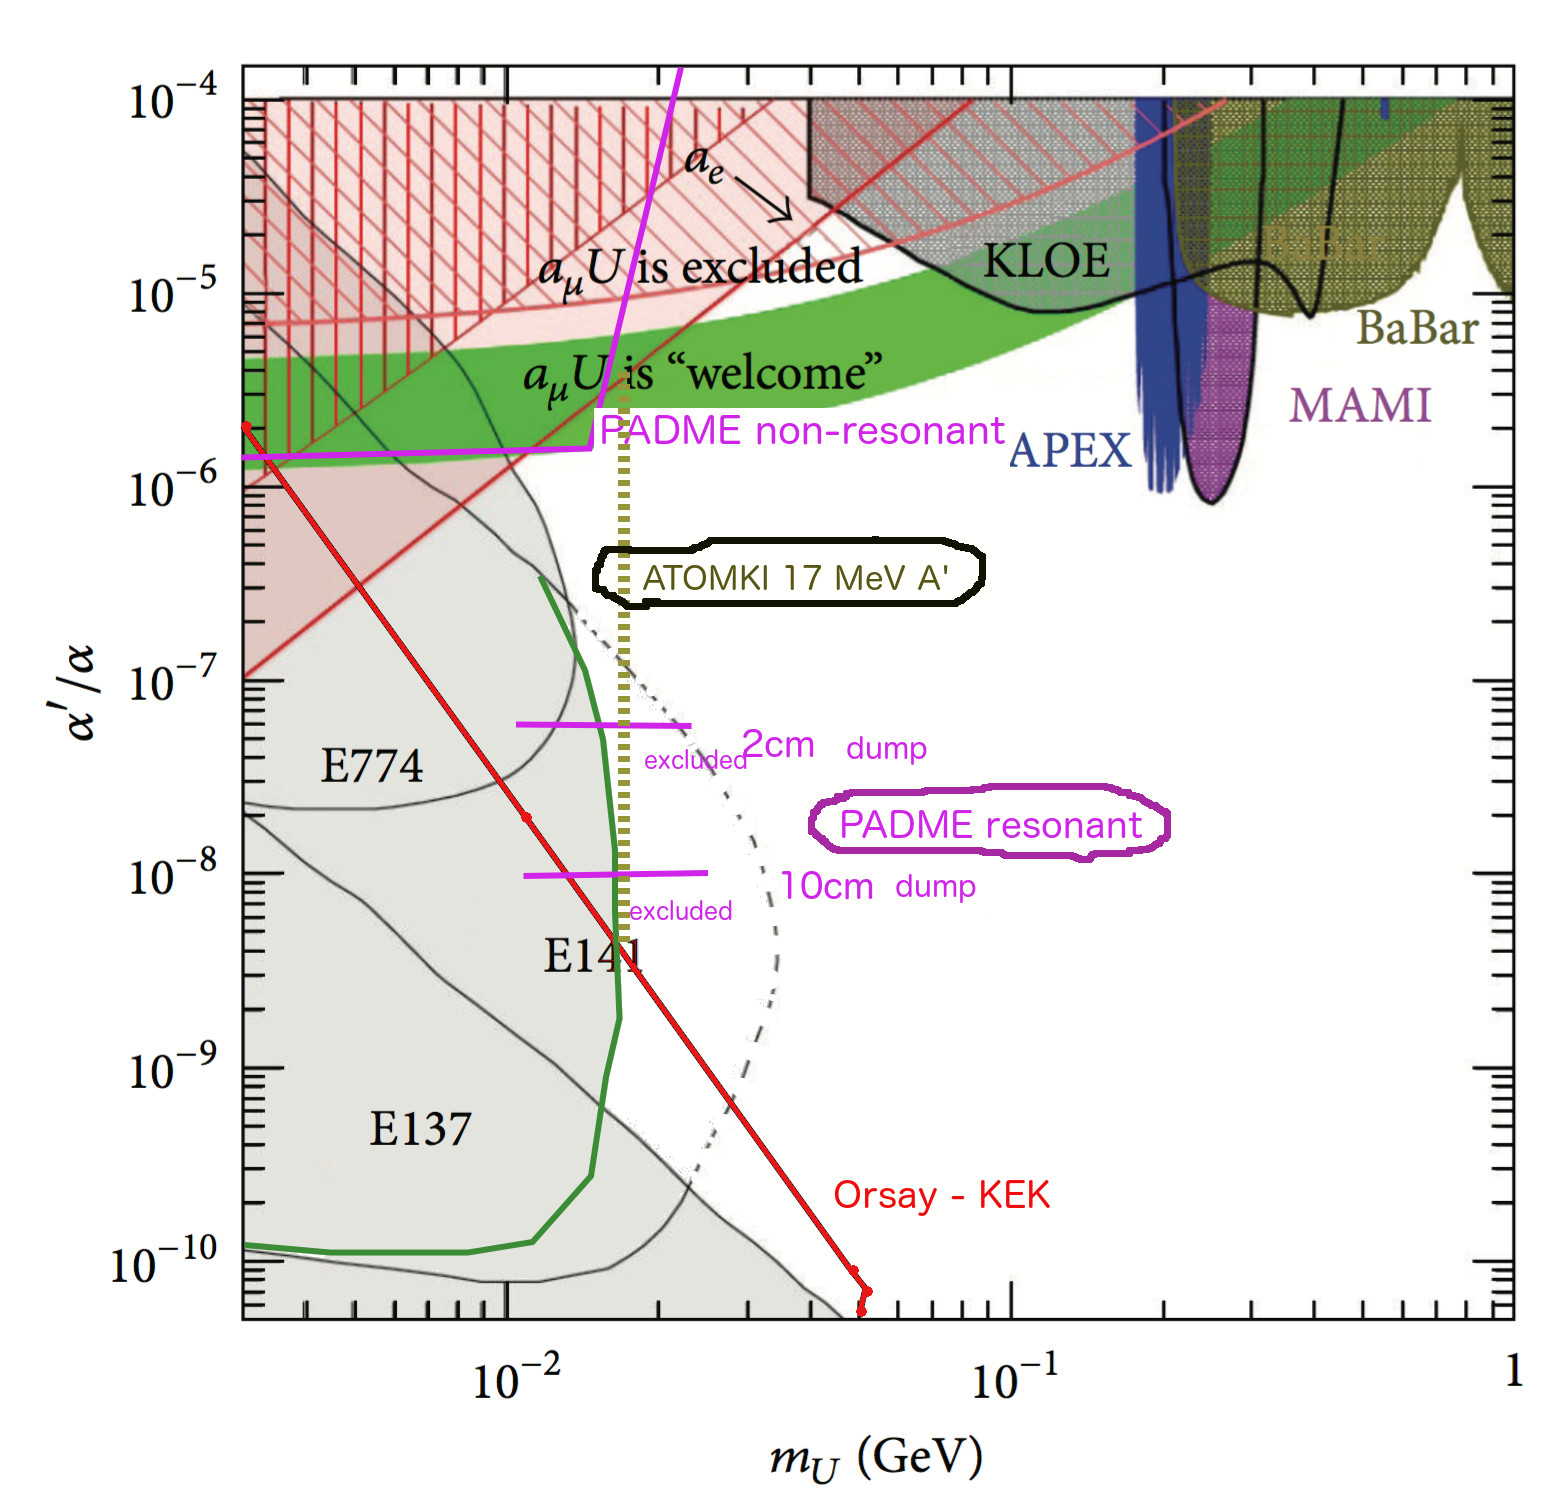 10⁻⁴
a_e
a_μU is excluded
KLOE
BaBar
10⁻⁵
BaBar
a_μU is “welcome”
MAMI
PADME non-resonant
APEX
10⁻⁶
ATOMKI 17 MeV A'
α'/α
10⁻⁷
E774
excluded
2cm dump
PADME resonant
10⁻⁸
10cm dump
excluded
E141
10⁻⁹
E137
Orsay - KEK
10⁻¹⁰
10⁻²
10⁻¹
1
m_U (GeV)